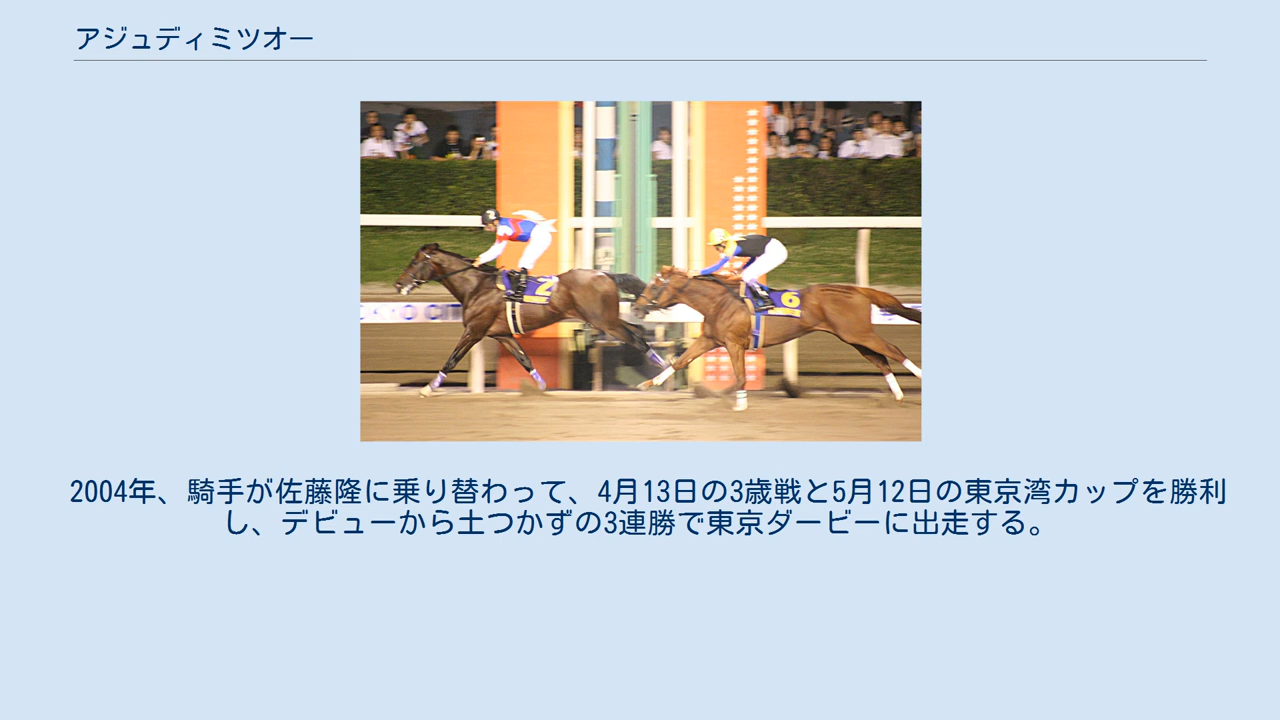 アジュディミツオー
2
6
2004年、騎手が佐藤隆に乗り替わって、4月13日の3歳戦と5月12日の東京湾カップを勝利
し、デビューから土つかずの3連勝で東京ダービーに出走する。